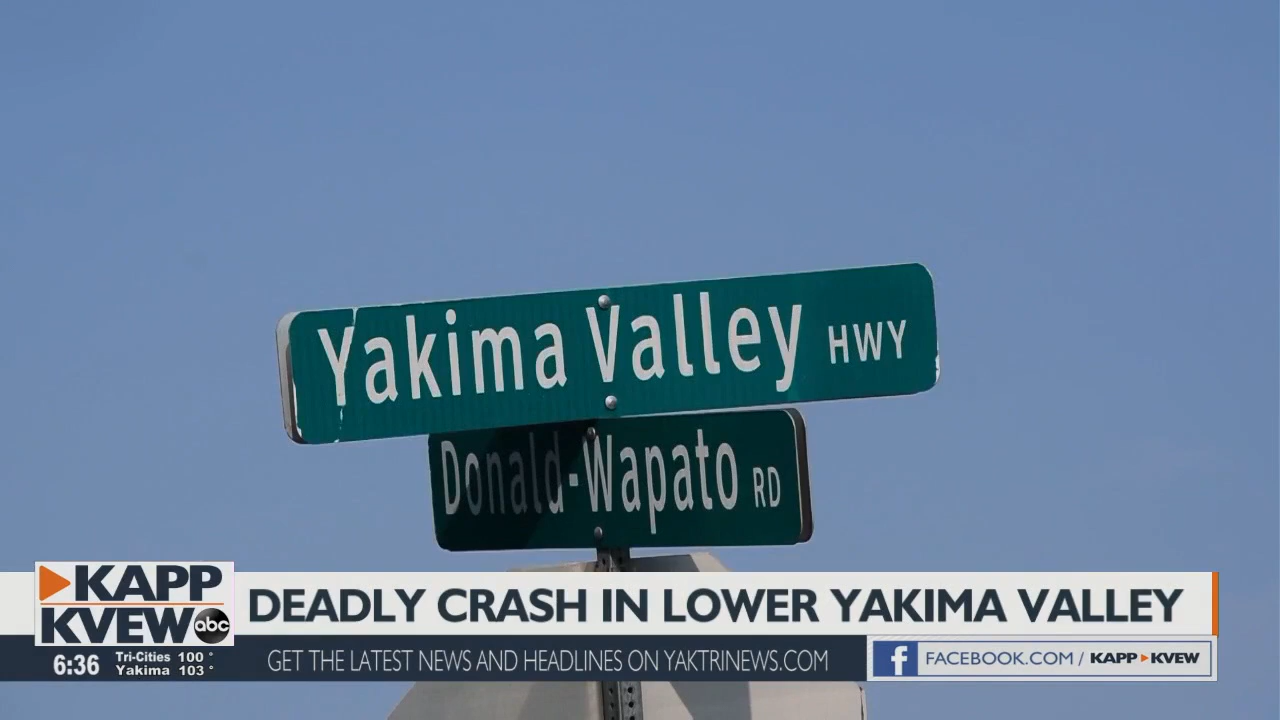 Yakima Valley HWY
Donald-Wapato RD
KAPP
KVEW abc
DEADLY CRASH IN LOWER YAKIMA VALLEY
6:36
Tri-Cities 100°
Yakima 103°
GET THE LATEST NEWS AND HEADLINES ON YAKTRINEWS.COM
f FACEBOOK.COM / KAPP KVEW